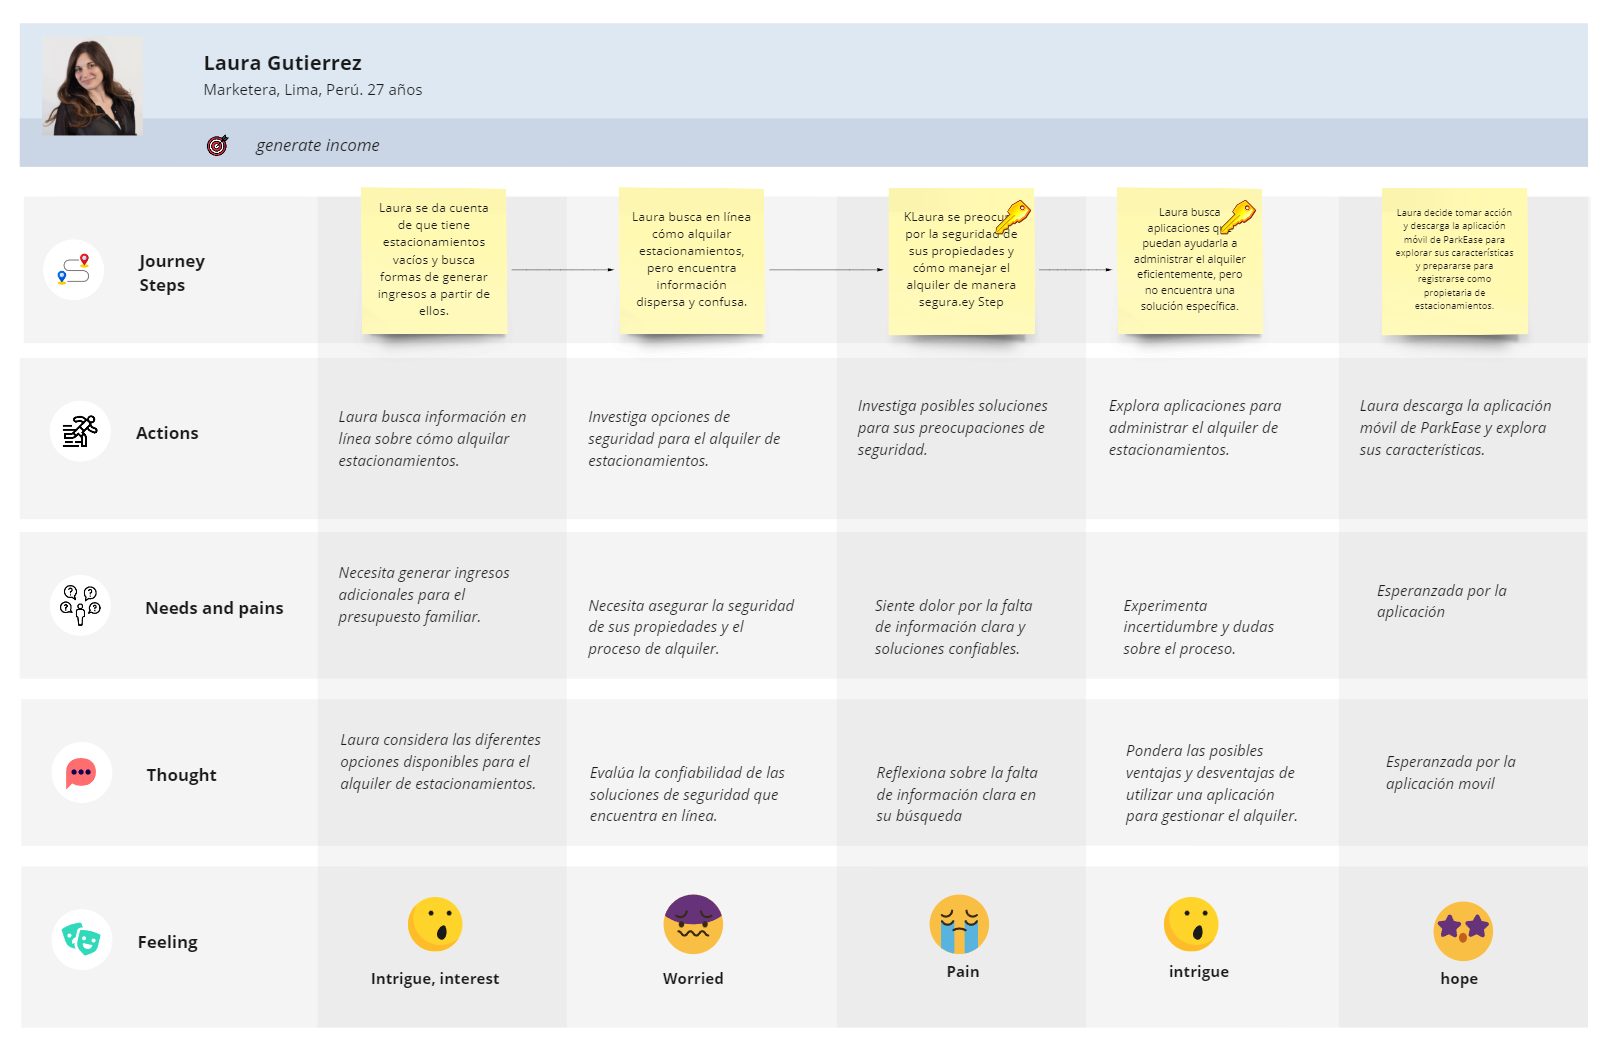 Laura Gutierrez
Marketera, Lima, Perú. 27 años
generate income
Journey
Steps
Laura se da cuenta
de que tiene
estacionamientos
vacíos y busca
formas de generar
ingresos a partir de
ellos.
Laura busca en línea
cómo alquilar
estacionamientos,
pero encuentra
información
dispersa y confusa.
KLaura se preocu
por la seguridad de
sus propiedades y
cómo manejar el
alquiler de manera
segura.ey Step
Laura busca
aplicaciones
puedan ayudarla a
administrar el alquiler
eficientemente, pero
no encuentra una
solución específica.
Laura decide tomar acción
y descarga la aplicación
móvil de ParkEase para
explorar sus características
y prepararse para
registrarse como
propietaria de
estacionamientos.
Actions
Laura busca información en
línea sobre cómo alquilar
estacionamientos.
Investiga opciones de
seguridad para el alquiler de
estacionamientos.
Investiga posibles soluciones
para sus preocupaciones de
seguridad.
Explora aplicaciones para
administrar el alquiler de
estacionamientos.
Laura descarga la aplicación
móvil de ParkEase y explora
sus características.
Needs and pains
Necesita generar ingresos
adicionales para el
presupuesto familiar.
Necesita asegurar la seguridad
de sus propiedades y el
proceso de alquiler.
Siente dolor por la falta
de información clara y
soluciones confiables.
Experimenta
incertidumbre y dudas
sobre el proceso.
Esperanzada por la
aplicación
Thought
Laura considera las diferentes
opciones disponibles para el
alquiler de estacionamientos.
Evalúa la confiabilidad de las
soluciones de seguridad que
encuentra en línea.
Reflexiona sobre la falta
de información clara en
su búsqueda
Pondera las posibles
ventajas y desventajas de
utilizar una aplicación
para gestionar el alquiler.
Esperanzada por la
aplicación movil
Feeling
Intrigue, interest
Worried
Pain
intrigue
hope